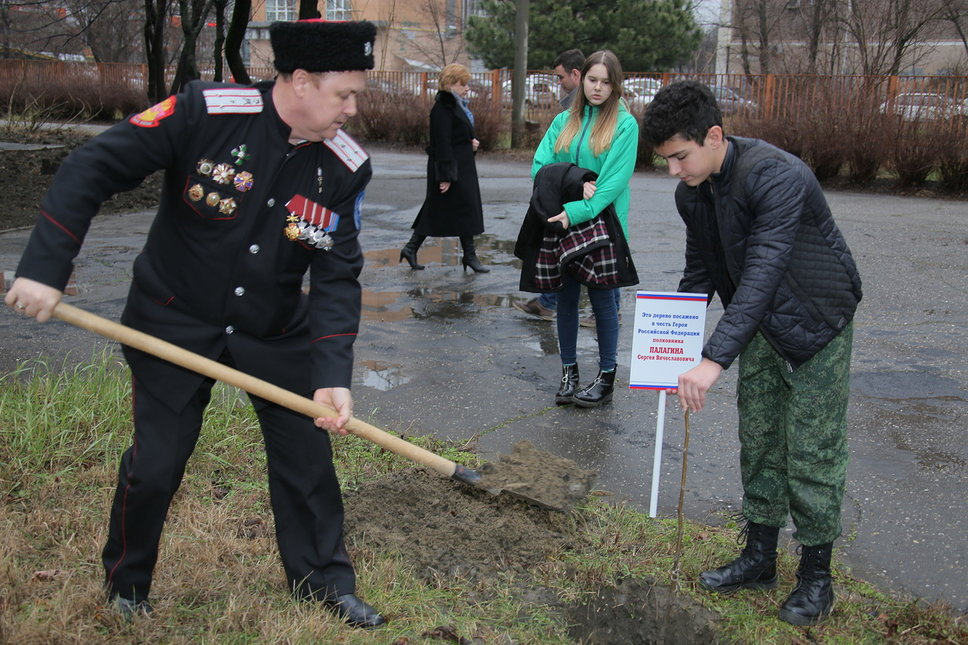 Это дерево посажено
в честь Героя
Российской Федерации
полковника
ПАЛАГИНА
Сергея Вячеславовича